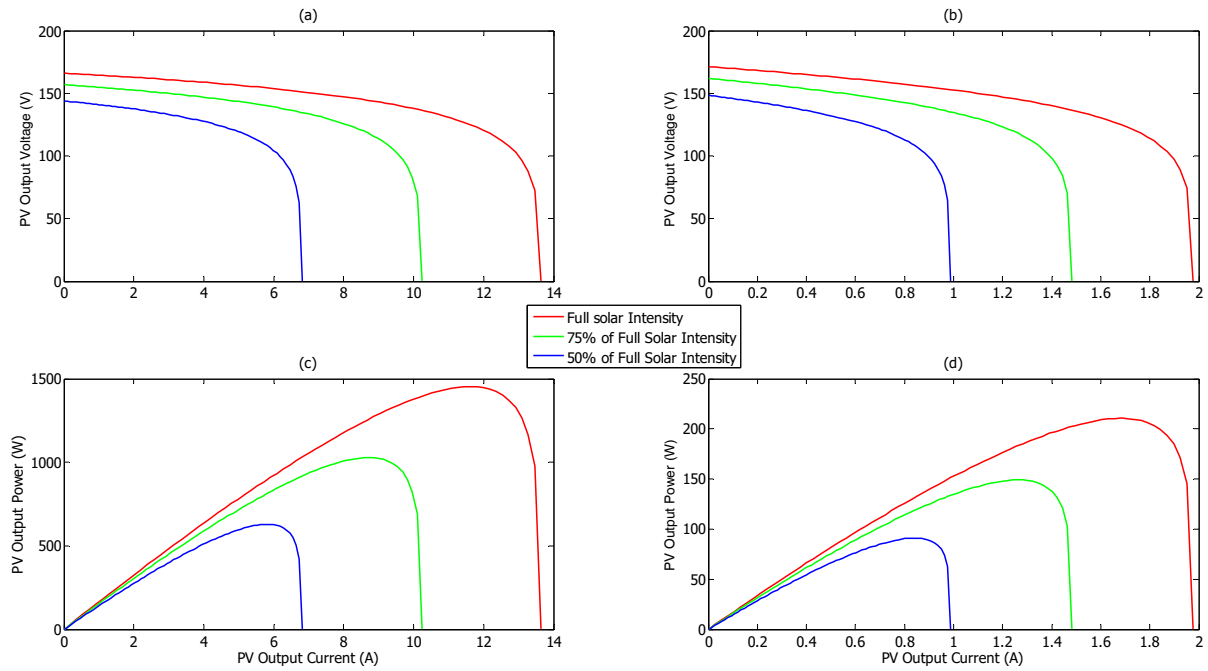 (a)
PV Output Voltage (V)
200
150
100
50
0
0 2 4 6 8 10 12 14
(b)
PV Output Voltage (V)
200
150
100
50
0
0 0.2 0.4 0.6 0.8 1 1.2 1.4 1.6 1.8 2
Full solar Intensity
75% of Full Solar Intensity
50% of Full Solar Intensity
(c)
PV Output Power (W)
1500
1000
500
0
0 2 4 6 8 10 12 14
PV Output Current (A)
(d)
PV Output Power (W)
250
200
150
100
50
0
0 0.2 0.4 0.6 0.8 1 1.2 1.4 1.6 1.8 2
PV Output Current (A)